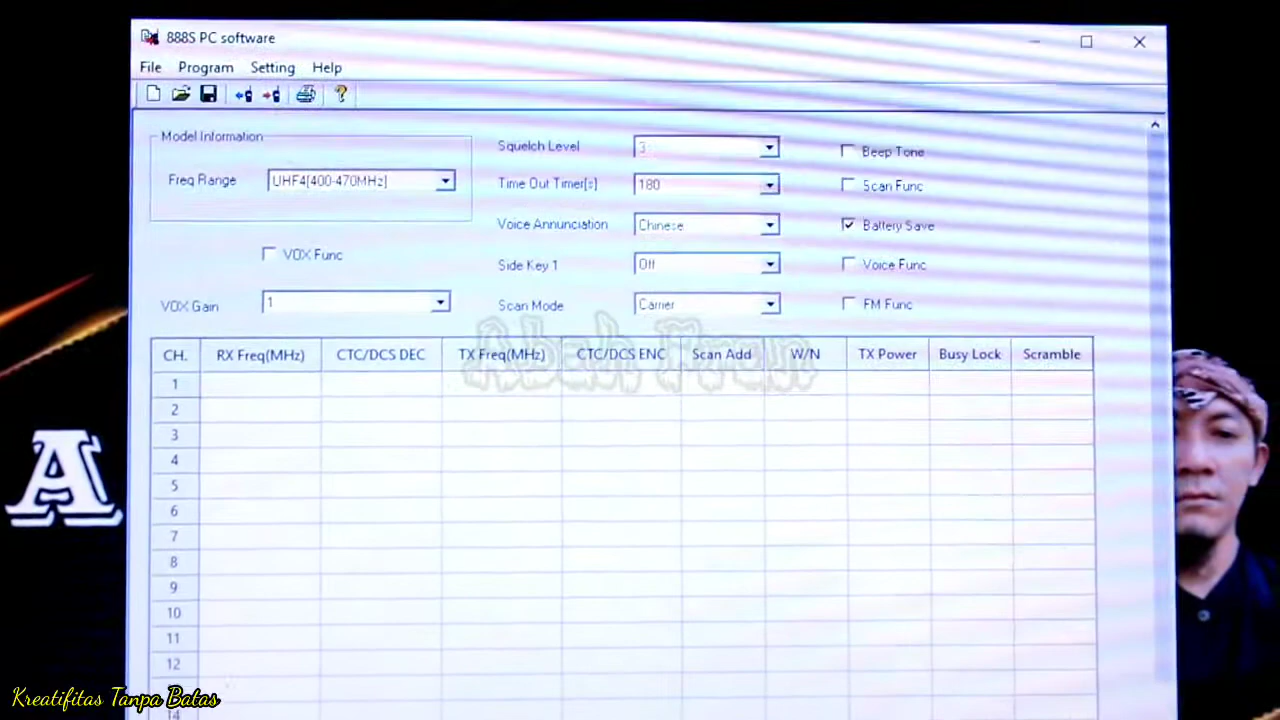 888S PC software
File Program Setting Help
Model Information
Freq Range UHF4[400-470MHz]
VOX Func
VOX Gain 1
Squelch Level 3
Time Out Timer[s] 180
Voice Annunciation Chinese
Side Key 1 Off
Scan Mode Carrier
Beep Tone
Scan Func
Battery Save
Voice Func
FM Func
CH. RX Freq(MHz) CTC/DCS DEC TX Freq(MHz) CTC/DCS ENC Scan Add W/N TX Power Busy Lock Scramble
1
2
3
4
5
6
7
8
9
10
11
12
14
A
Kreatifitas Tanpa Batas